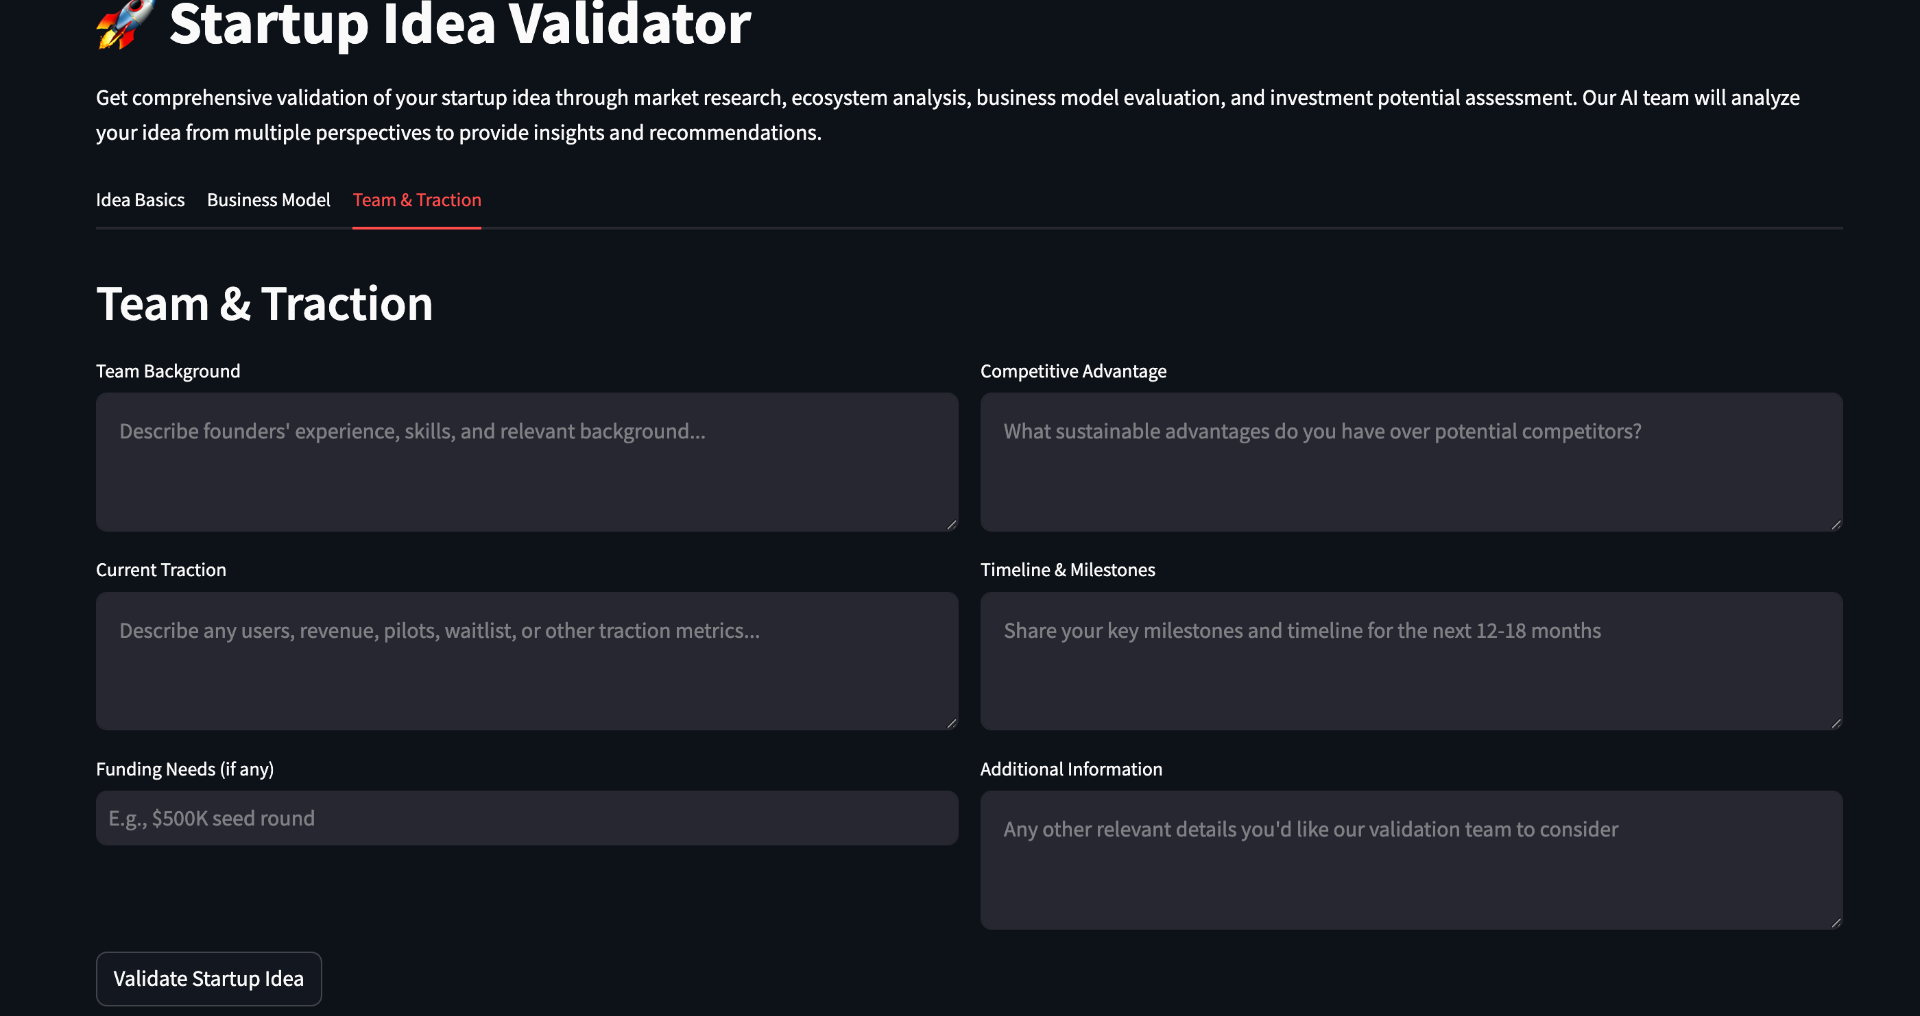 🚀 Startup Idea Validator
Get comprehensive validation of your startup idea through market research, ecosystem analysis, business model evaluation, and investment potential assessment. Our AI team will analyze
your idea from multiple perspectives to provide insights and recommendations.
Idea Basics Business Model Team & Traction
Team & Traction
Team Background
Describe founders' experience, skills, and relevant background...
Competitive Advantage
What sustainable advantages do you have over potential competitors?
Current Traction
Describe any users, revenue, pilots, waitlist, or other traction metrics...
Timeline & Milestones
Share your key milestones and timeline for the next 12-18 months
Funding Needs (if any)
E.g., $500K seed round
Additional Information
Any other relevant details you'd like our validation team to consider
Validate Startup Idea